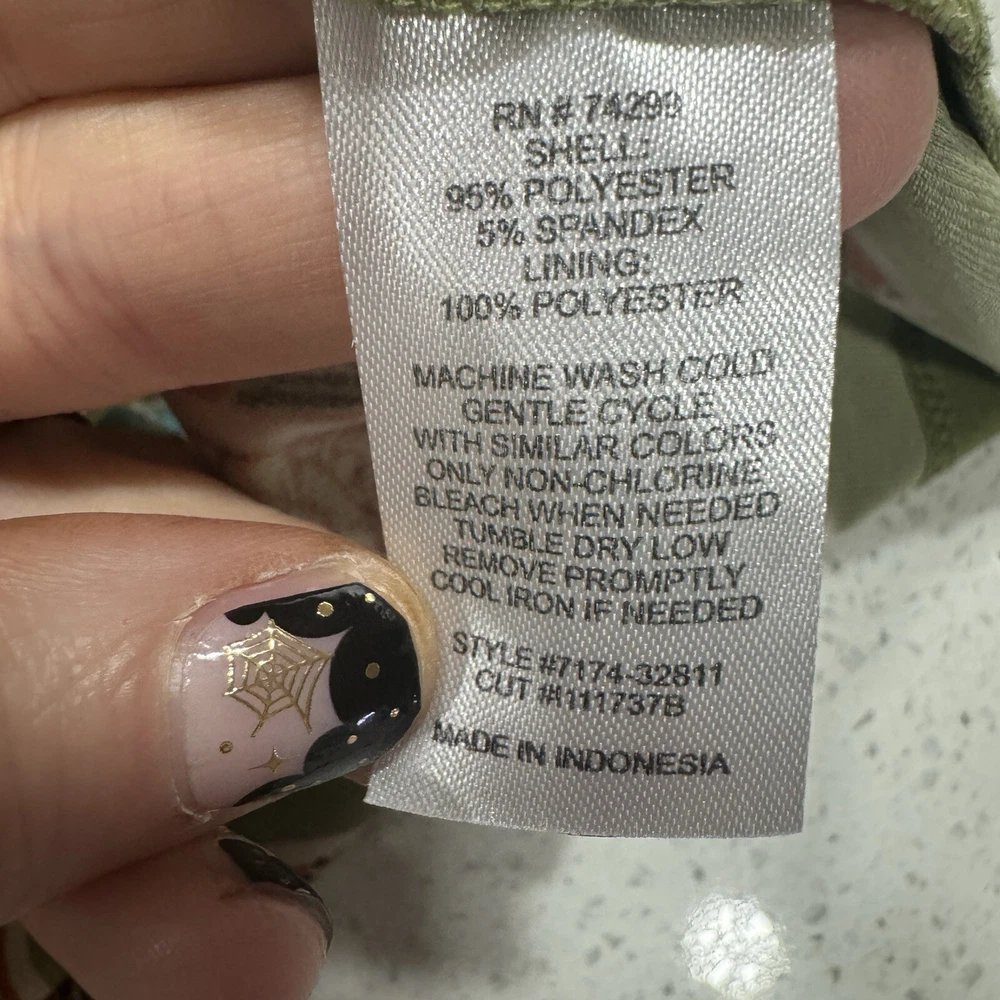 RN # 74299
SHELL:
95% POLYESTER
5% SPANDEX
LINING:
100% POLYESTER
MACHINE WASH COLD
GENTLE CYCLE
WITH SIMILAR COLORS
ONLY NON-CHLORINE
BLEACH WHEN NEEDED
TUMBLE DRY LOW
REMOVE PROMPTLY
COOL IRON IF NEEDED
STYLE #7174-32811
CUT #I111737B
MADE IN INDONESIA